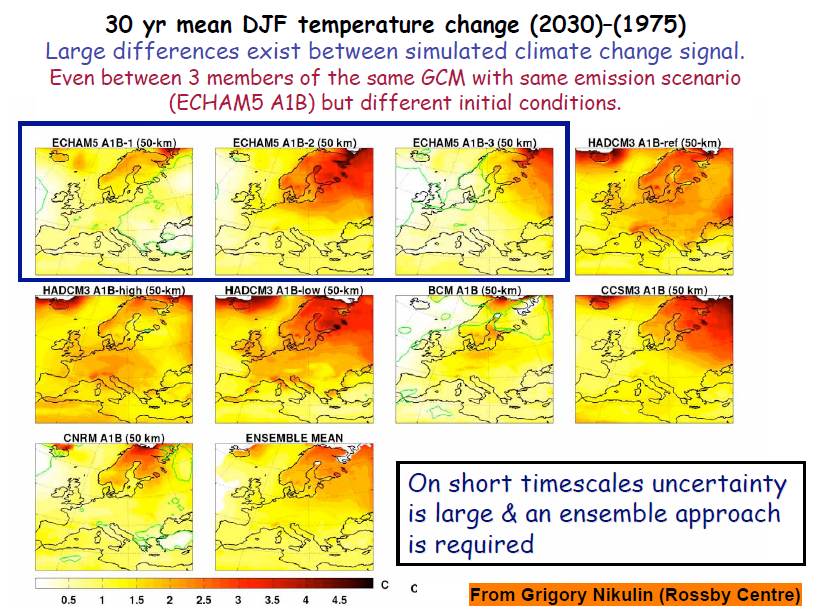 30 yr mean DJF temperature change (2030)-(1975)
Large differences exist between simulated climate change signal.
Even between 3 members of the same GCM with same emission scenario
(ECHAM5 A1B) but different initial conditions.
ECHAM5 A1B-1 (50-km)
ECHAM5 A1B-2 (50 km)
ECHAM5 A1B-3 (50 km)
HADCM3 A1B-ref (50-km)
HADCM3 A1B-high (50-km)
HADCM3 A1B-low (50-km)
BCM A1B (50-km)
CCSM3 A1B (50 km)
CNRM A1B (50 km)
ENSEMBLE MEAN
On short timescales uncertainty
is large & an ensemble approach
is required
C
C
0.5 1 1.5 2 2.5 3 3.5 4 4.5
From Grigory Nikulin (Rossby Centre)